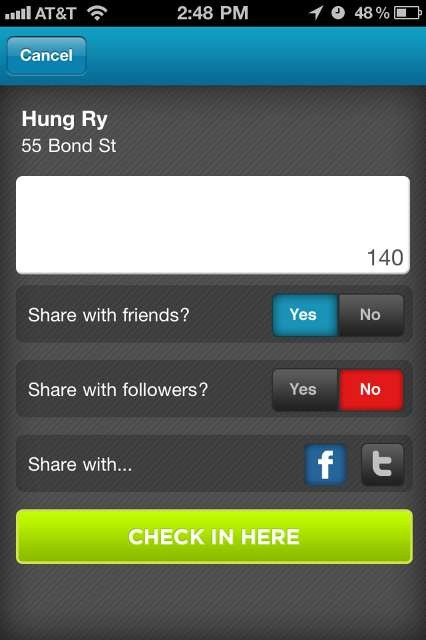 AT&T 2:48 PM 48%
Cancel
Hung Ry
55 Bond St
140
Share with friends? Yes No
Share with followers? Yes No
Share with... f t
CHECK IN HERE